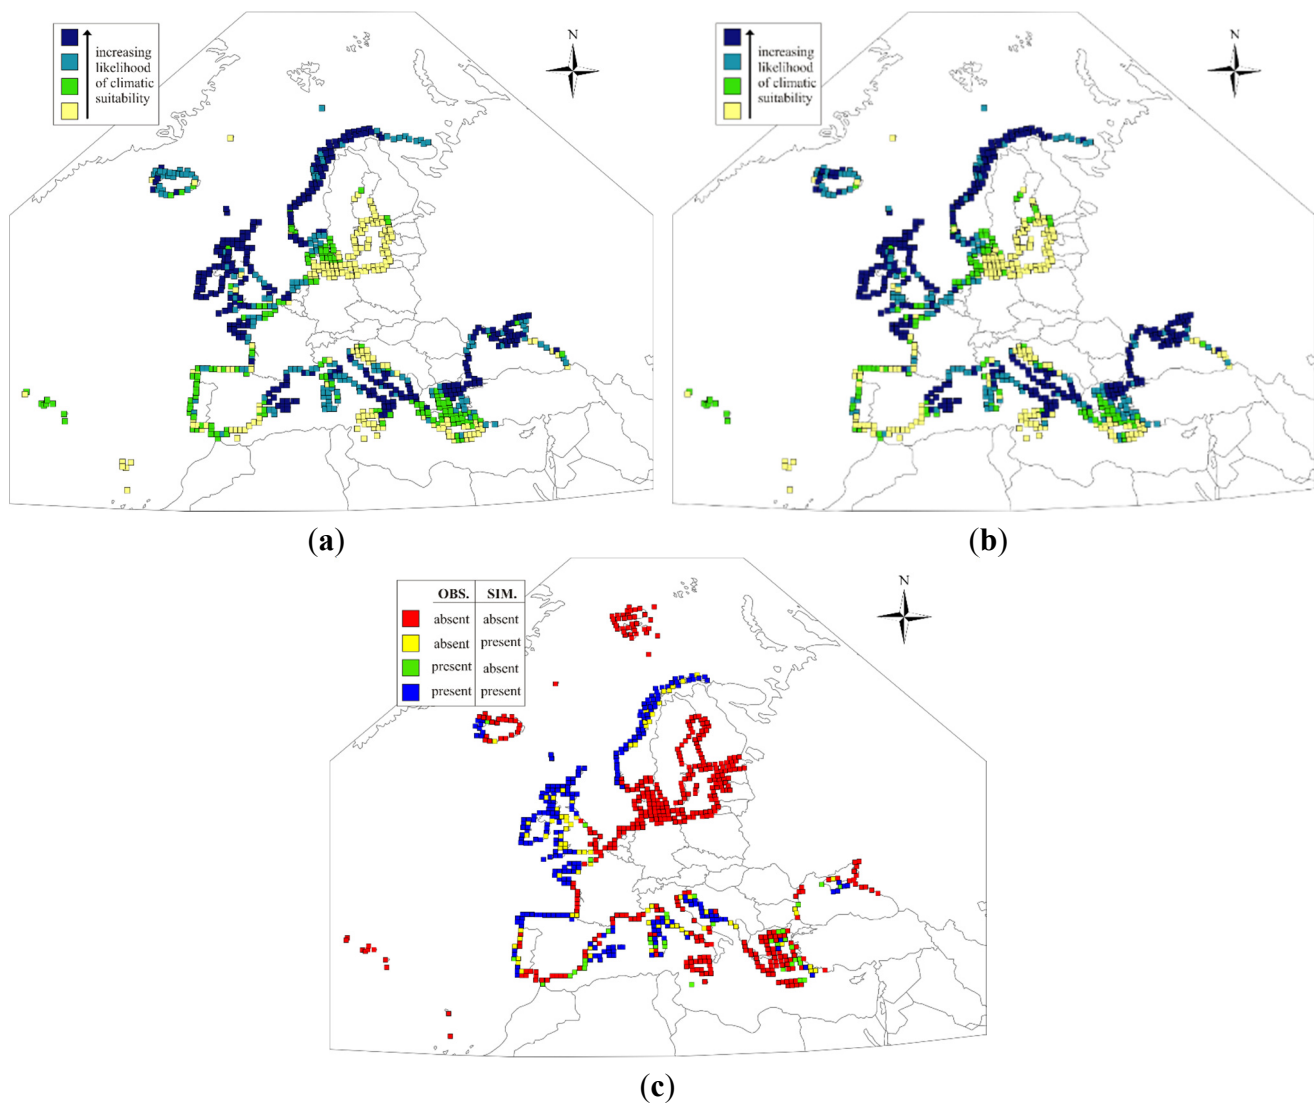 increasing
likelihood
of climatic
suitability
N
increasing
likelihood
of climatic
suitability
N
(a)
(b)
OBS. SIM.
absent absent
absent present
present absent
present present
N
(c)